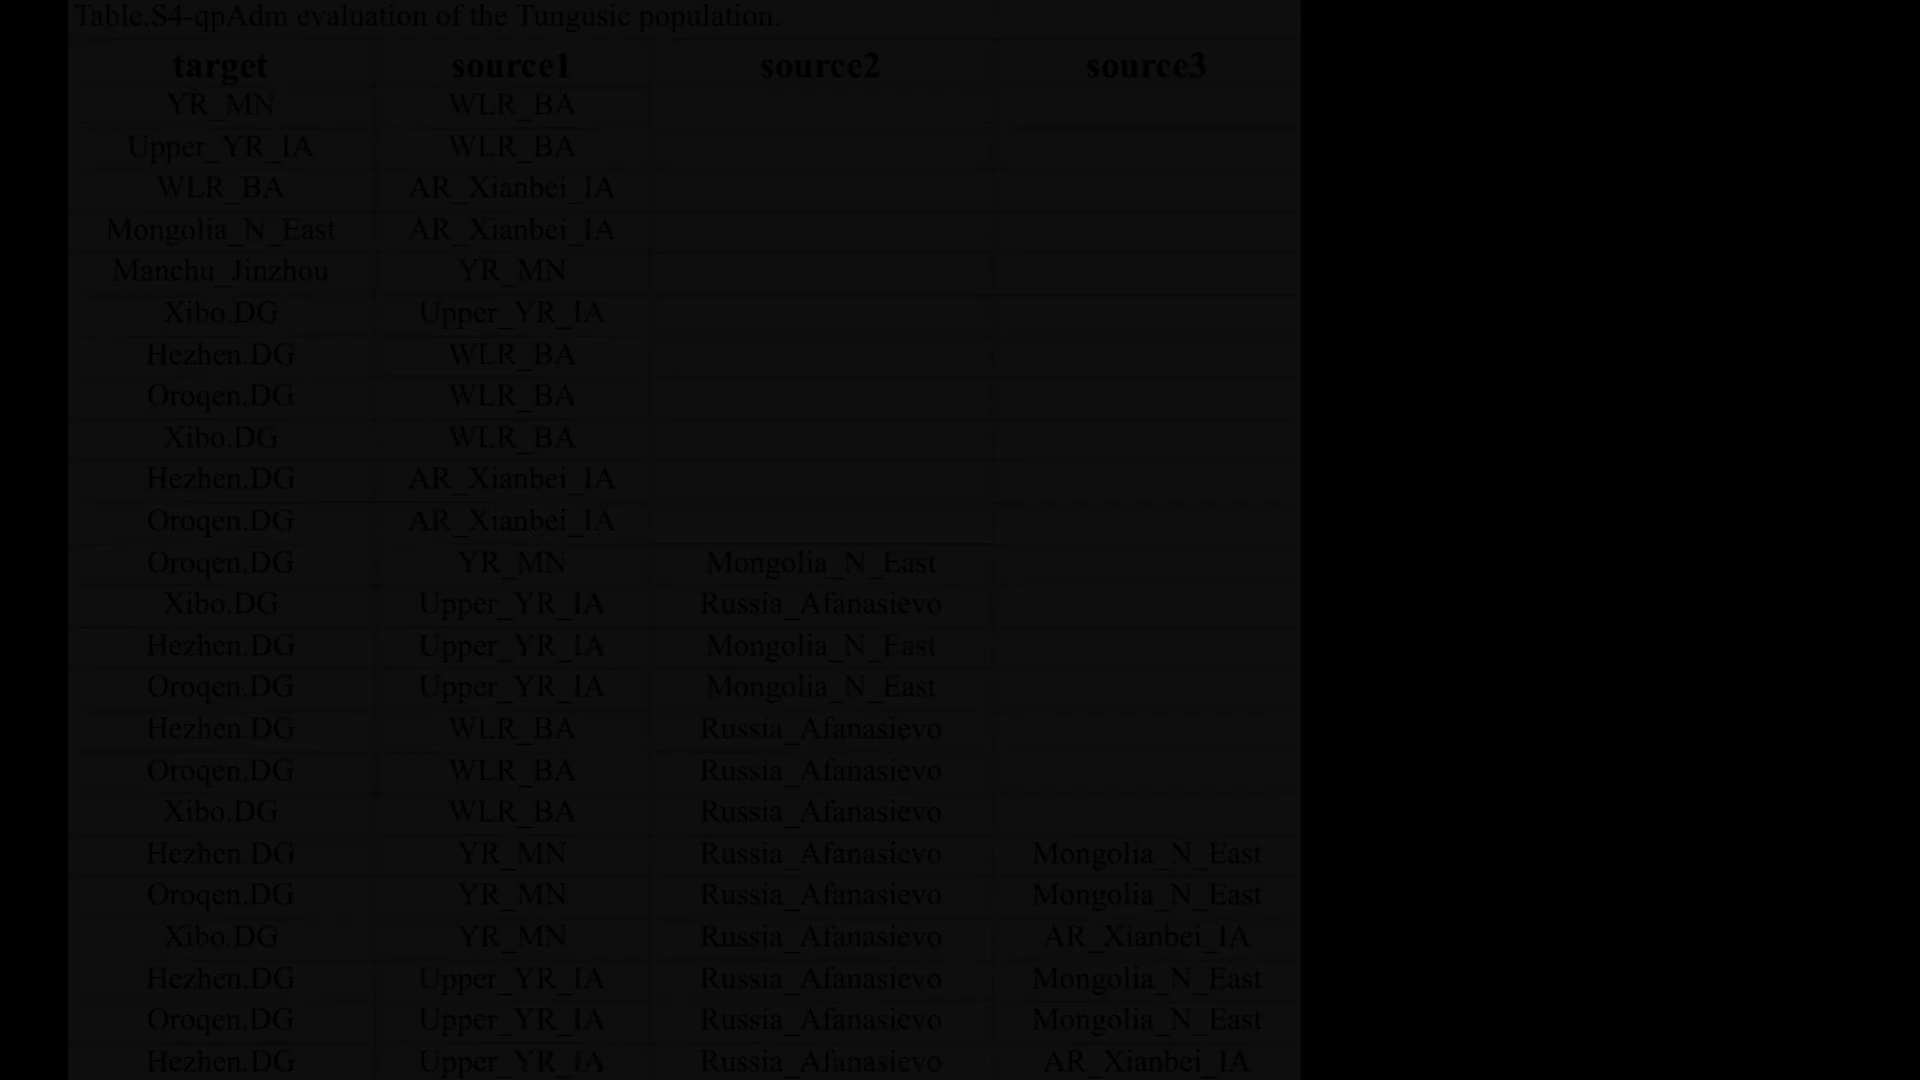 Table.S4-qpAdm evaluation of the Tungusic population.
target source1 source2 source3
YR_MN WLR_BA
Upper_YR_IA WLR_BA
WLR_BA AR_Xianbei_IA
Mongolia_N_East AR_Xianbei_IA
Manchu_Jinzhou YR_MN
Xibo.DG Upper_YR_IA
Hezhen.DG WLR_BA
Oroqen.DG WLR_BA
Xibo.DG WLR_BA
Hezhen.DG AR_Xianbei_IA
Oroqen.DG AR_Xianbei_IA
Oroqen.DG YR_MN Mongolia_N_East
Xibo.DG Upper_YR_IA Russia_Afanasievo
Hezhen.DG Upper_YR_IA Mongolia_N_East
Oroqen.DG Upper_YR_IA Mongolia_N_East
Hezhen.DG WLR_BA Russia_Afanasievo
Oroqen.DG WLR_BA Russia_Afanasievo
Xibo.DG WLR_BA Russia_Afanasievo
Hezhen.DG YR_MN Russia_Afanasievo Mongolia_N_East
Oroqen.DG YR_MN Russia_Afanasievo Mongolia_N_East
Xibo.DG YR_MN Russia_Afanasievo AR_Xianbei_IA
Hezhen.DG Upper_YR_IA Russia_Afanasievo Mongolia_N_East
Oroqen.DG Upper_YR_IA Russia_Afanasievo Mongolia_N_East
Hezhen.DG Upper_YR_IA Russia_Afanasievo AR_Xianbei_IA